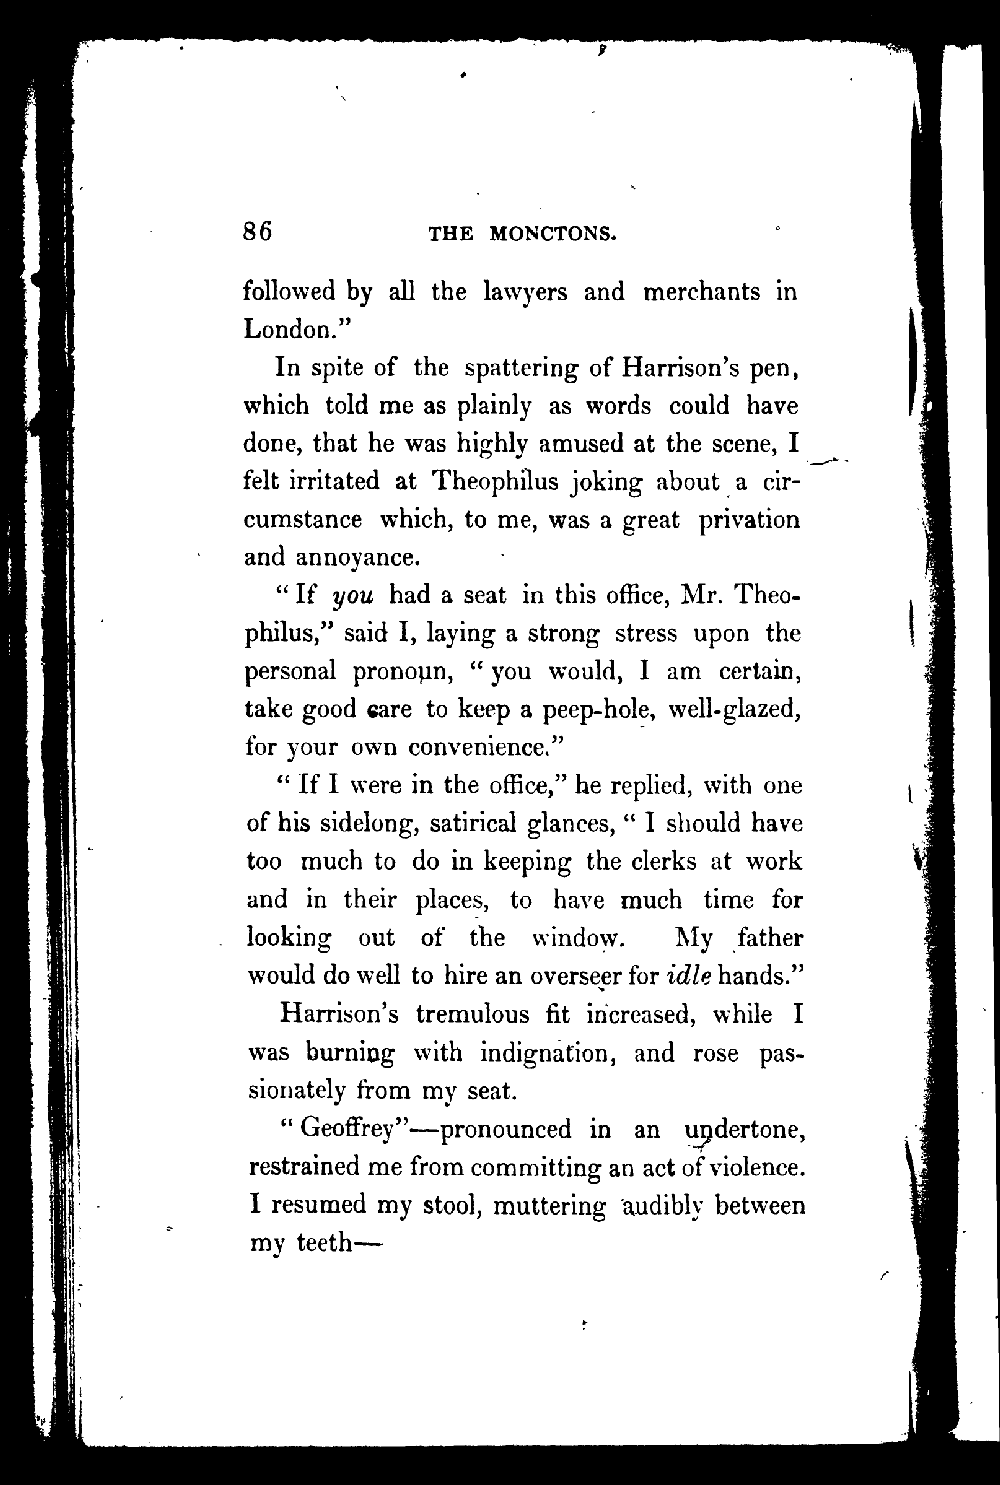 86 THE MONCTONS.
followed by all the lawyers and merchants in
London.”
In spite of the spattering of Harrison’s pen,
which told me as plainly as words could have
done, that he was highly amused at the scene, I
felt irritated at Theophilus joking about a cir-
cumstance which, to me, was a great privation
and annoyance.
“If you had a seat in this office, Mr. Theo-
philus,” said I, laying a strong stress upon the
personal pronoun, “you would, I am certain,
take good care to keep a peep-hole, well-glazed,
for your own convenience.”
“If I were in the office,” he replied, with one
of his sidelong, satirical glances, “I should have
too much to do in keeping the clerks at work
and in their places, to have much time for
looking out of the window. My father
would do well to hire an overseer for idle hands.”
Harrison’s tremulous fit increased, while I
was burning with indignation, and rose pas-
sionately from my seat.
“Geoffrey”—pronounced in an undertone,
restrained me from committing an act of violence.
I resumed my stool, muttering audibly between
my teeth—